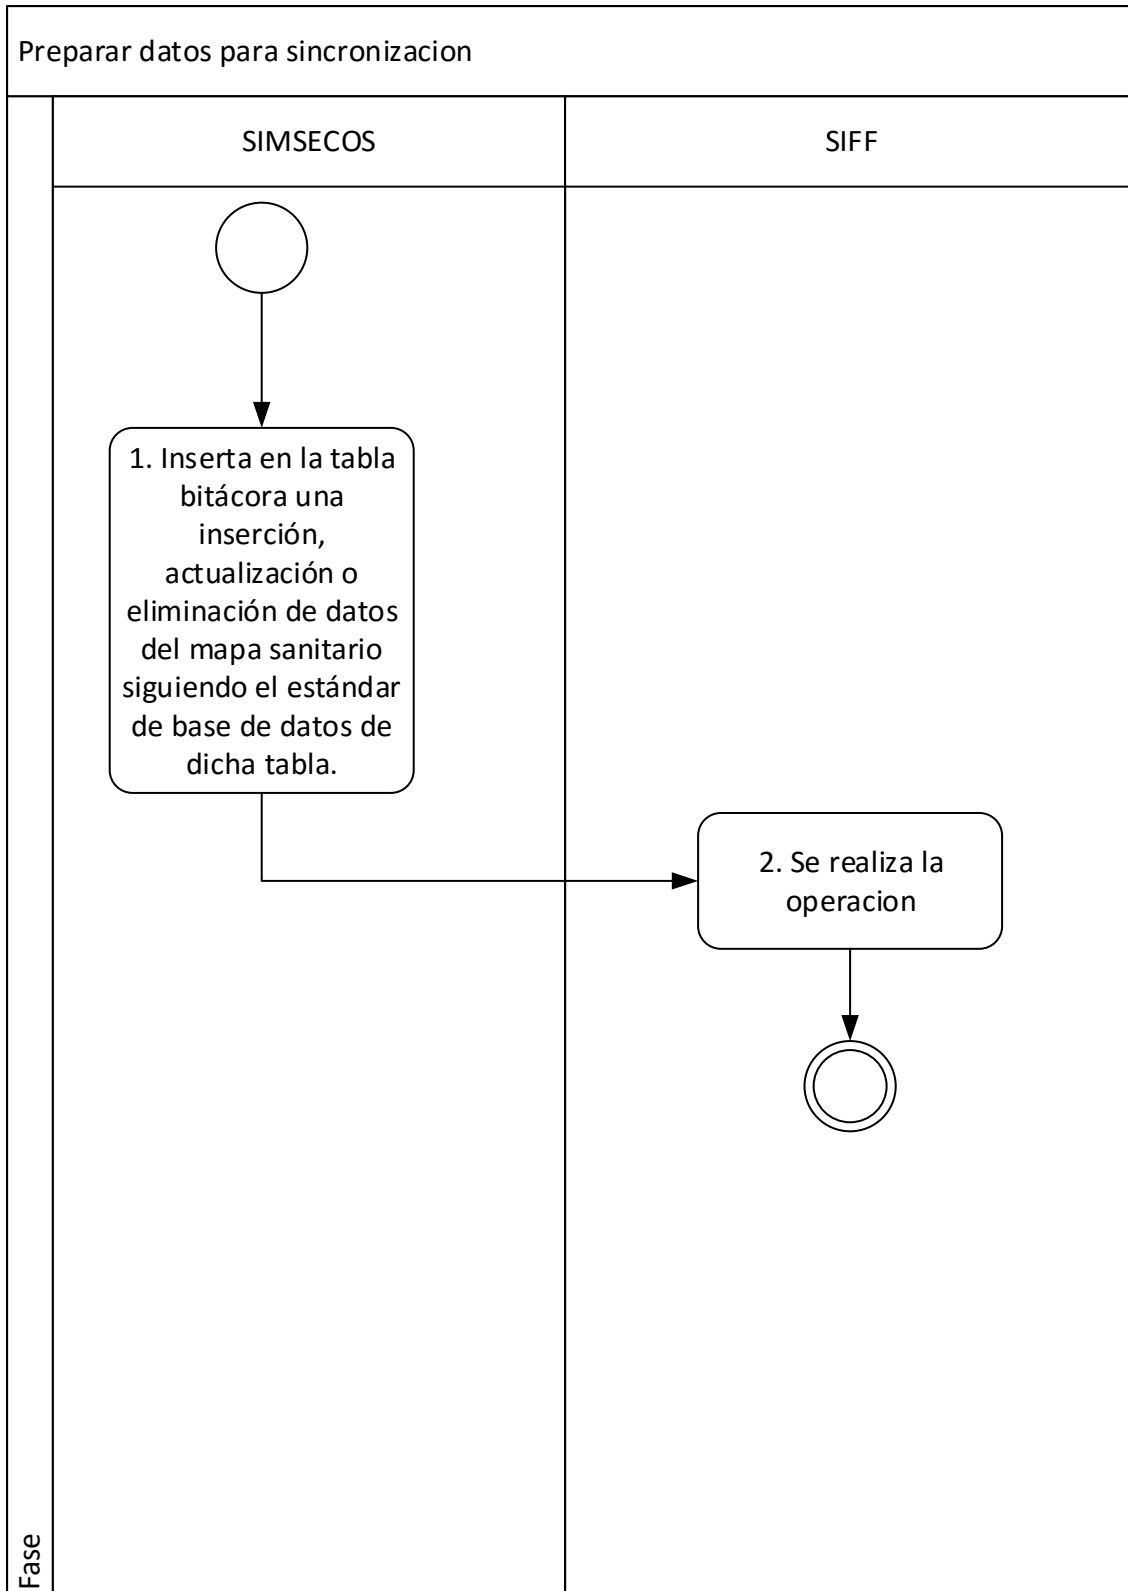 Preparar datos para sincronizacion
SIMSECOS
SIFF
1. Inserta en la tabla
bitácora una
inserción,
actualización o
eliminación de datos
del mapa sanitario
siguiendo el estándar
de base de datos de
dicha tabla.
2. Se realiza la
operacion
Fase